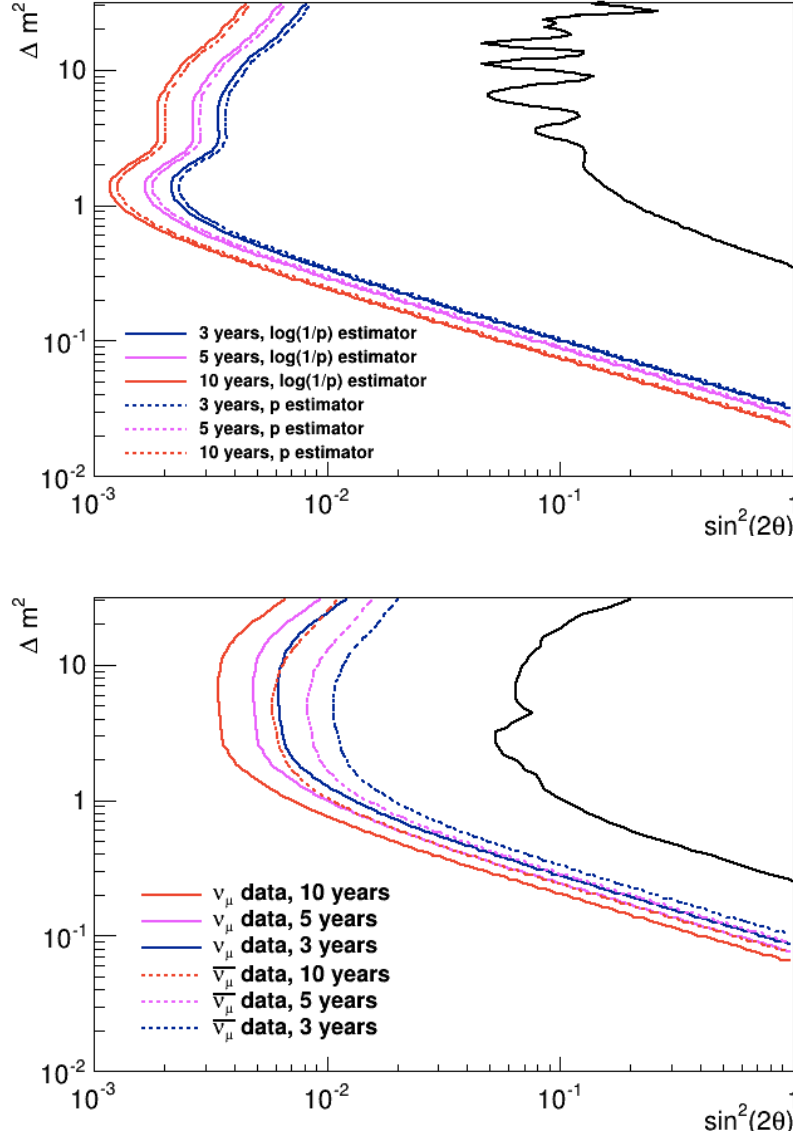 Δ m²
10
1
10⁻¹
10⁻²
3 years, log(1/p) estimator
5 years, log(1/p) estimator
10 years, log(1/p) estimator
3 years, p estimator
5 years, p estimator
10 years, p estimator
10⁻³
10⁻²
10⁻¹
1
sin²(2θ)
Δ m²
10
1
10⁻¹
10⁻²
ν_μ data, 10 years
ν_μ data, 5 years
ν_μ data, 3 years
ν̅_μ data, 10 years
ν̅_μ data, 5 years
ν̅_μ data, 3 years
10⁻³
10⁻²
10⁻¹
1
sin²(2θ)